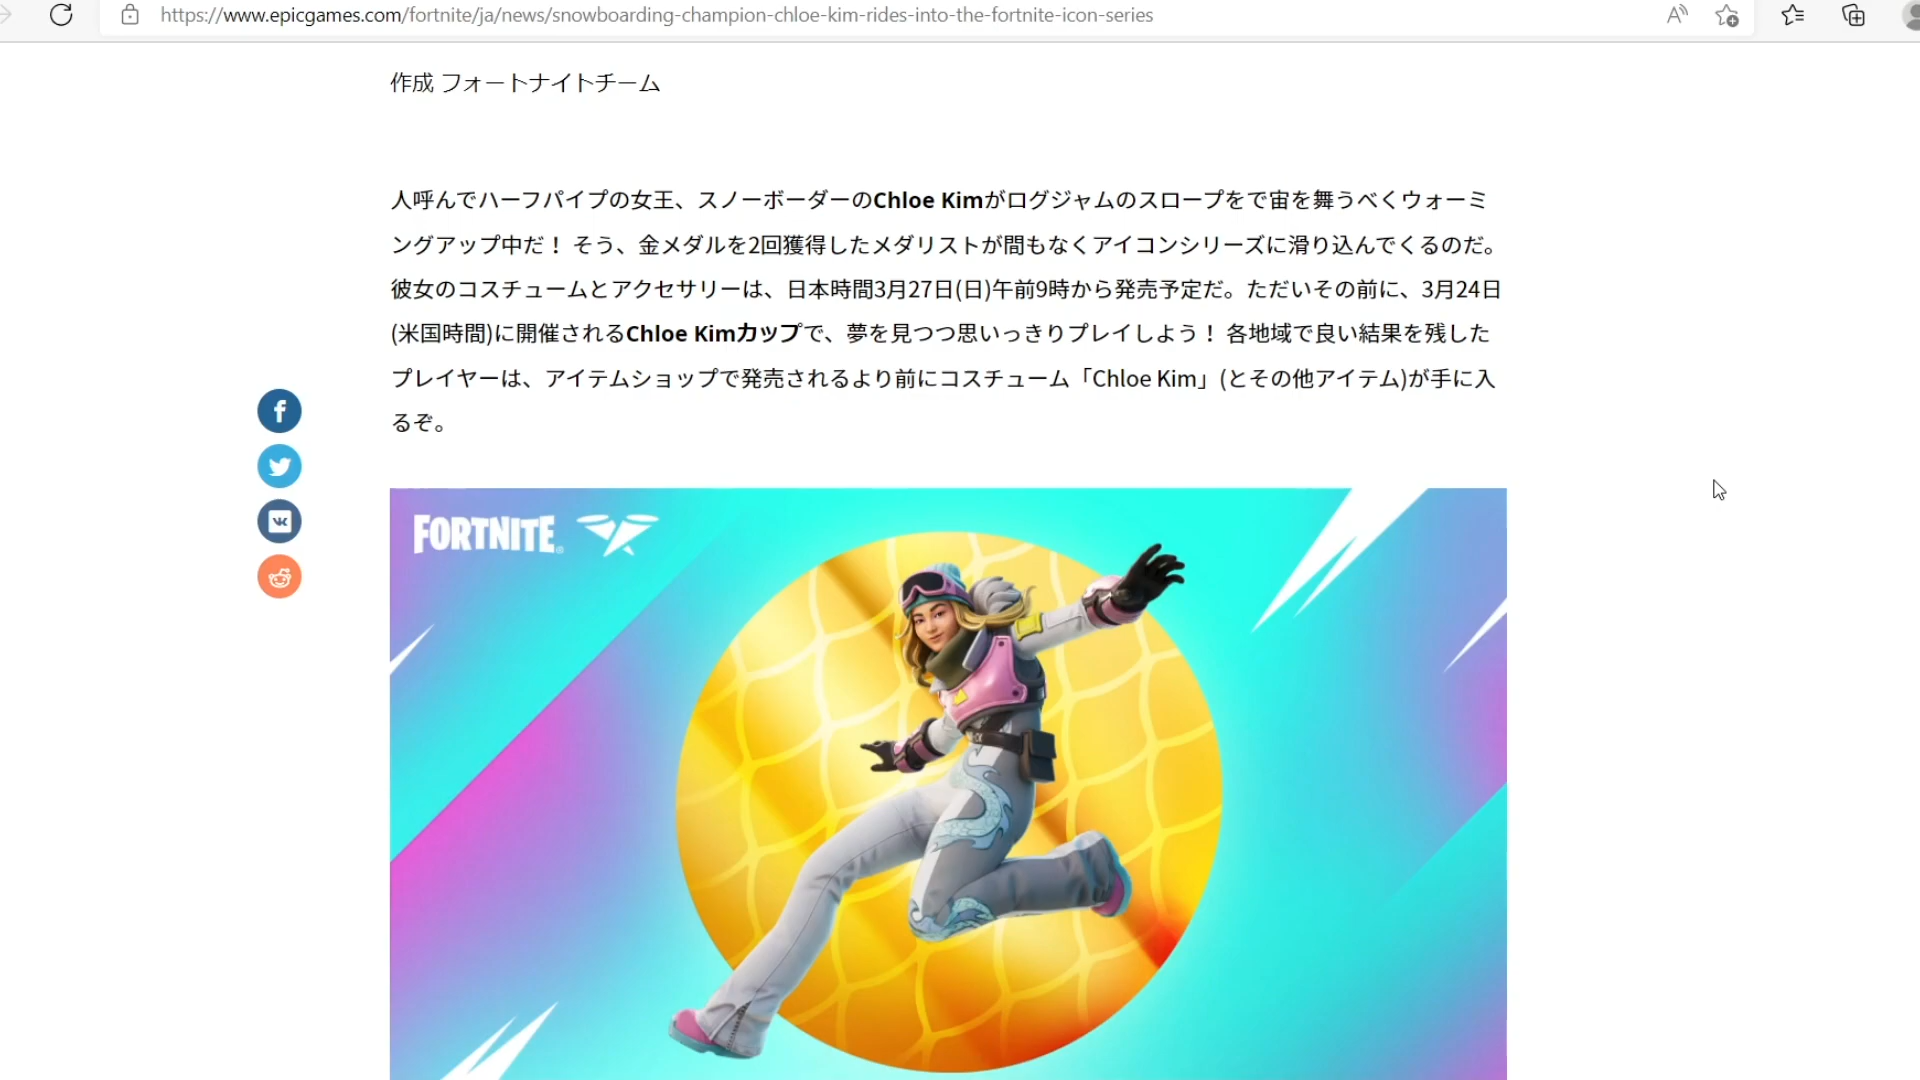 https://www.epicgames.com/fortnite/ja/news/snowboarding-champion-chloe-kim-rides-into-the-fortnite-icon-series
作成 フォートナイトチーム
人呼んでハーフパイプの女王、スノーボーダーのChloe Kimがログジャムのスロープをで宙を舞うべくウォーミ
ングアップ中だ！ そう、金メダルを2回獲得したメダリストが間もなくアイコンシリーズに滑り込んでくるのだ。
彼女のコスチュームとアクセサリーは、日本時間3月27日(日)午前9時から発売予定だ。ただいその前に、3月24日
(米国時間)に開催されるChloe Kimカップで、夢を見つつ思いっきりプレイしよう！ 各地域で良い結果を残した
プレイヤーは、アイテムショップで発売されるより前にコスチューム「Chloe Kim」(とその他アイテム)が手に入
るぞ。
FORTNITE